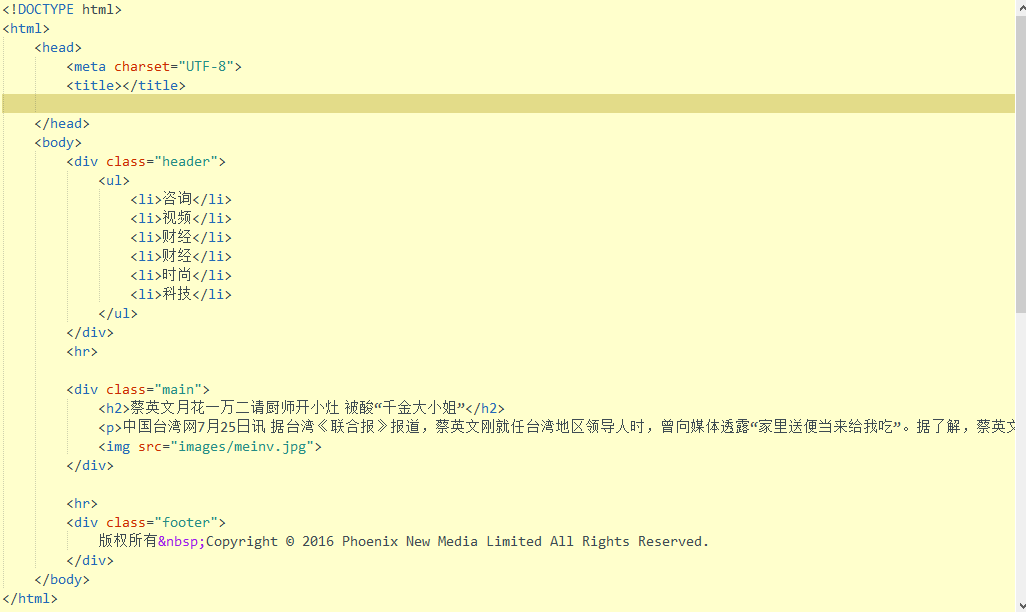 <!DOCTYPE html>
<html>
<head>
<meta charset="UTF-8">
<title></title>
</head>
<body>
<div class="header">
<ul>
<li>咨询</li>
<li>视频</li>
<li>财经</li>
<li>财经</li>
<li>时尚</li>
<li>科技</li>
</ul>
</div>
<hr>
<div class="main">
<h2>蔡英文月花一万二请厨师开小灶 被酸“千金大小姐”</h2>
<p>中国台湾网7月25日讯 据台湾《联合报》报道，蔡英文刚就任台湾地区领导人时，曾向媒体透露“家里送便当来给我吃”。据了解，蔡英文
<img src="images/meinv.jpg">
</div>
<hr>
<div class="footer">
版权所有&nbsp;Copyright © 2016 Phoenix New Media Limited All Rights Reserved.
</div>
</body>
</html>